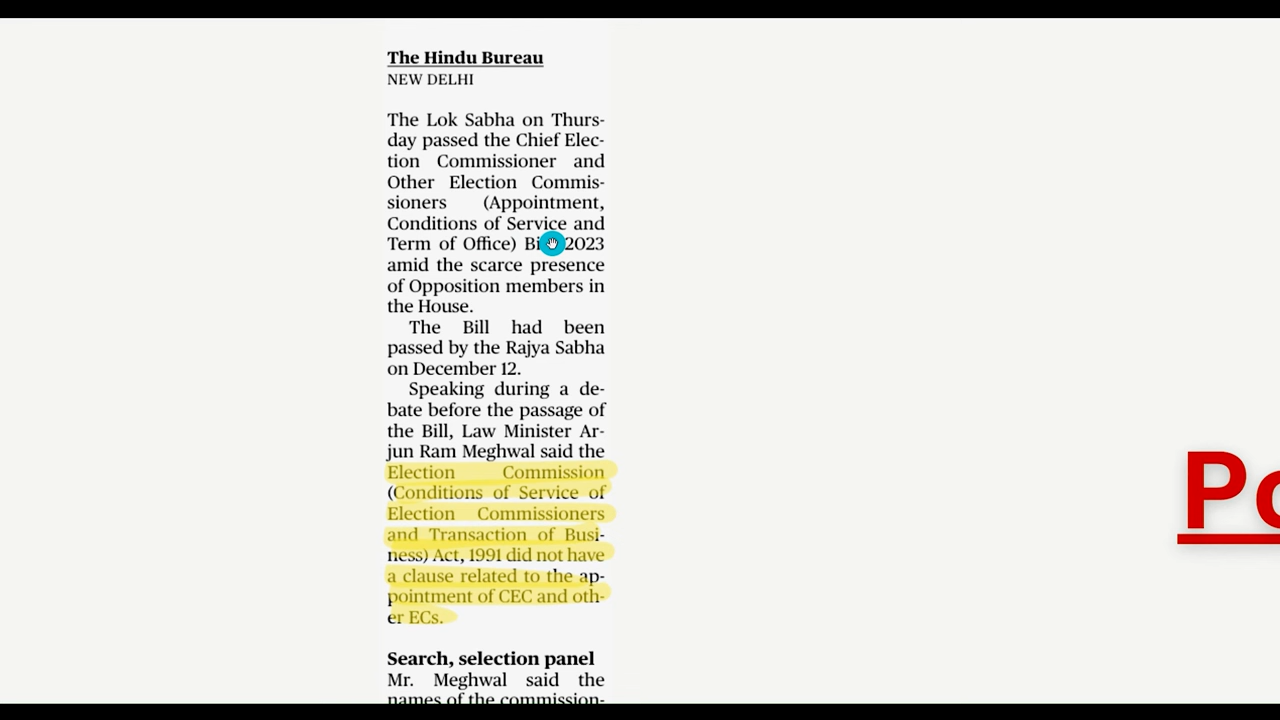 The Hindu Bureau
NEW DELHI
The Lok Sabha on Thurs-
day passed the Chief Elec-
tion Commissioner and
Other Election Commis-
sioners (Appointment,
Conditions of Service and
Term of Office) 2023
amid the scarce presence
of Opposition members in
the House.
The Bill had been
passed by the Rajya Sabha
on December 12.
Speaking during a de-
bate before the passage of
the Bill, Law Minister Ar-
jun Ram Meghwal said the
Election Commission
(Conditions of Service of
Election Commissioners
and Transaction of Busi-
ness) Act, 1991 did not have
a clause related to the ap-
pointment of CEC and oth-
er ECs.
Search, selection panel
Mr. Meghwal said the
names of the commission-